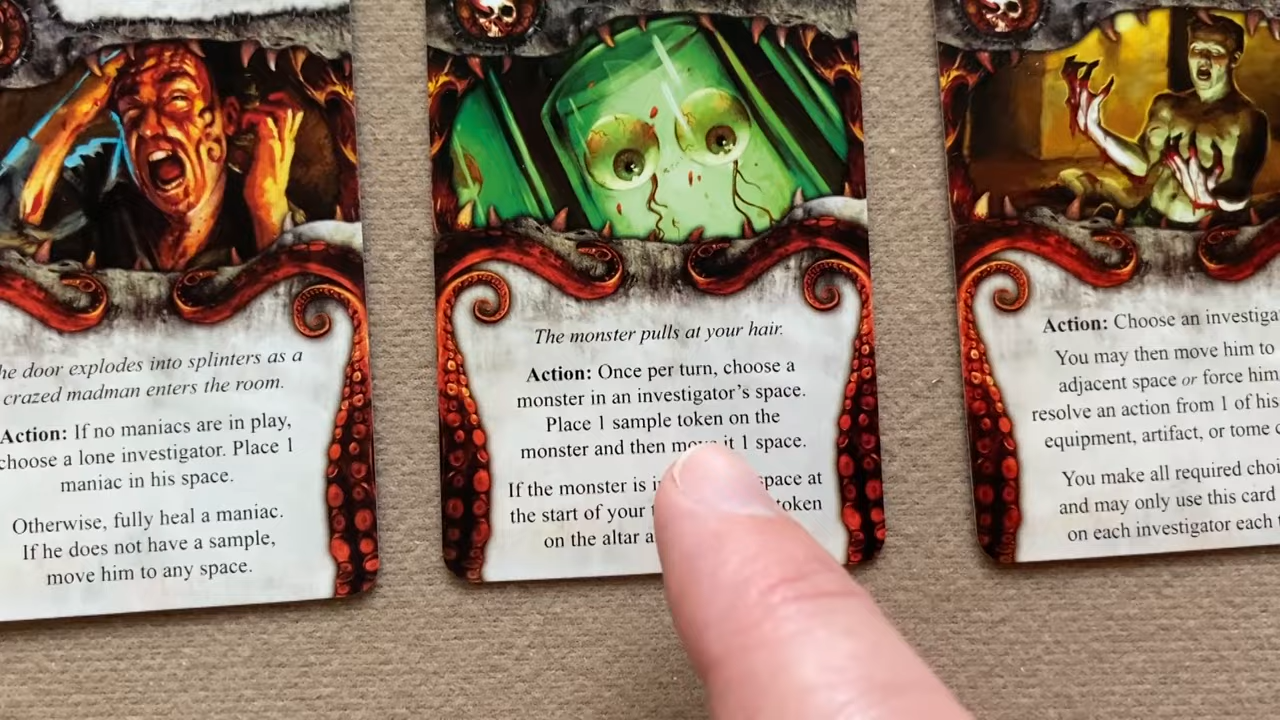 he door explodes into splinters as a
crazed madman enters the room.
Action: If no maniacs are in play,
choose a lone investigator. Place 1
maniac in his space.
Otherwise, fully heal a maniac.
If he does not have a sample,
move him to any space.
The monster pulls at your hair.
Action: Once per turn, choose a
monster in an investigator's space.
Place 1 sample token on the
monster and then move it 1 space.
If the monster is i space at
the start of your token
on the altar a
Action: Choose an investiga
You may then move him to
adjacent space or force him
resolve an action from 1 of his
equipment, artifact, or tome c
You make all required choi
and may only use this card
on each investigator each